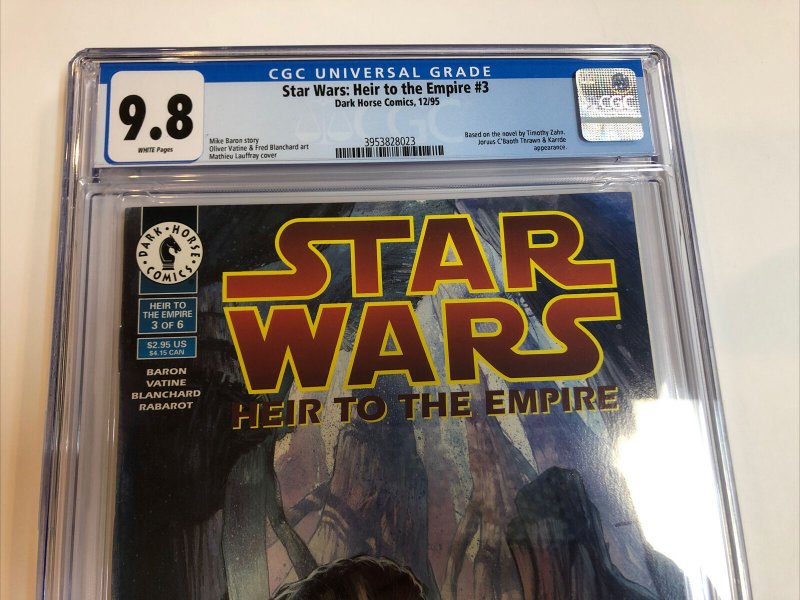 CGC UNIVERSAL GRADE
9.8
WHITE Pages
Star Wars: Heir to the Empire #3
Dark Horse Comics, 12/95
Mike Baron story
Oliver Vatine & Fred Blanchard art
Mathieu Lauffray cover
3953828023
Based on the novel by Timothy Zahn.
Joruus C'Baoth Thrawn & Karrde
appearance.
CGC
CGC
DARK HORSE
COMICS
HEIR TO
THE EMPIRE
3 OF 6
$2.95 US
$4.15 CAN
BARON
VATINE
BLANCHARD
RABAROT
STAR
WARS
HEIR TO THE EMPIRE